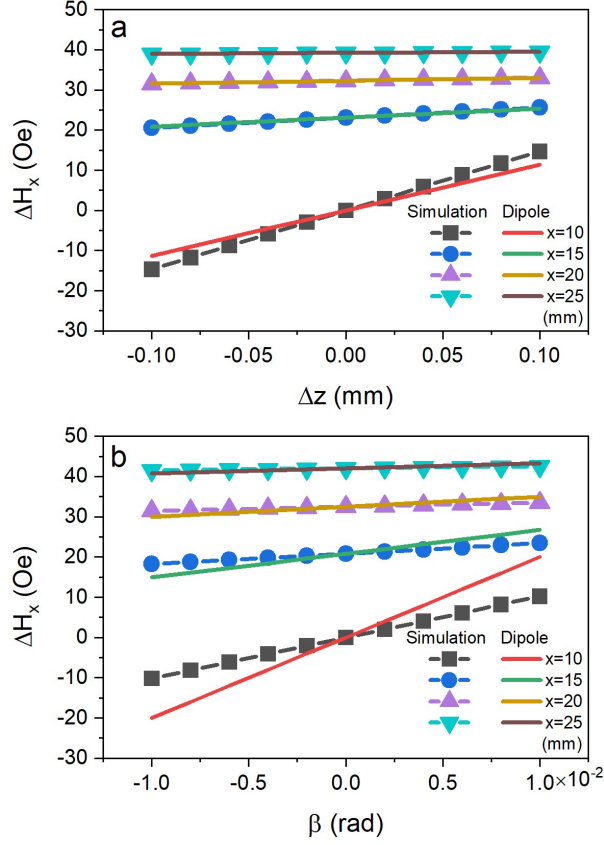 a
50
40
30
20
10
0
-10
-20
-30
ΔHₓ (Oe)
Simulation Dipole
x=10
x=15
x=20
x=25
(mm)
-0.10 -0.05 0.00 0.05 0.10
Δz (mm)
b
50
40
30
20
10
0
-10
-20
-30
ΔHₓ (Oe)
Simulation Dipole
x=10
x=15
x=20
x=25
(mm)
-1.0 -0.5 0.0 0.5 1.0×10⁻²
β (rad)